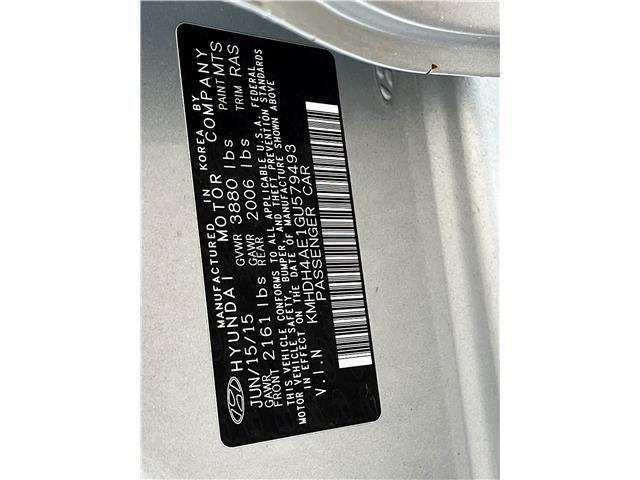 MANUFACTURED IN KOREA BY
HYUNDAI MOTOR COMPANY
JUN/15/15 GVWR 3880 lbs PAINT MTS
GAWR FRONT 2161 lbs GAWR REAR 2006 lbs TRIM RAS
THIS VEHICLE CONFORMS TO ALL APPLICABLE U.S.A. FEDERAL
MOTOR VEHICLE SAFETY, BUMPER, AND THEFT PREVENTION STANDARDS
IN EFFECT ON THE DATE OF MANUFACTURE SHOWN ABOVE
V.I.N KMHDH4AE1GU579493
PASSENGER CAR